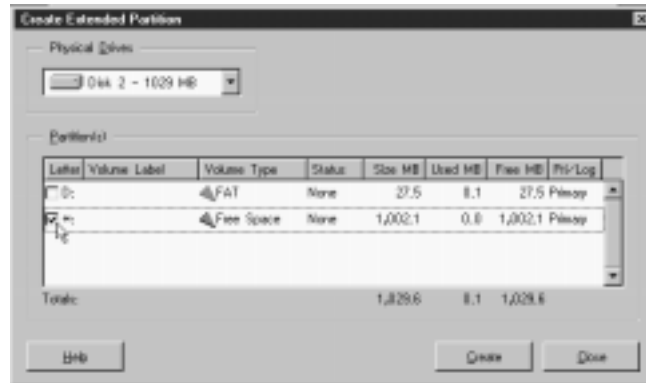 Create Extended Partition
Physical Drives
Disk 2 - 1029 MB
Partition(s)
Letter Volume Label Volume Type Status Size MB Used MB Free MB Pri/Log
D: FAT None 27.5 0.1 27.5 Primary
*: Free Space None 1,002.1 0.0 1,002.1 Primary
Totals: 1,029.6 0.1 1,029.6
Help Create Close